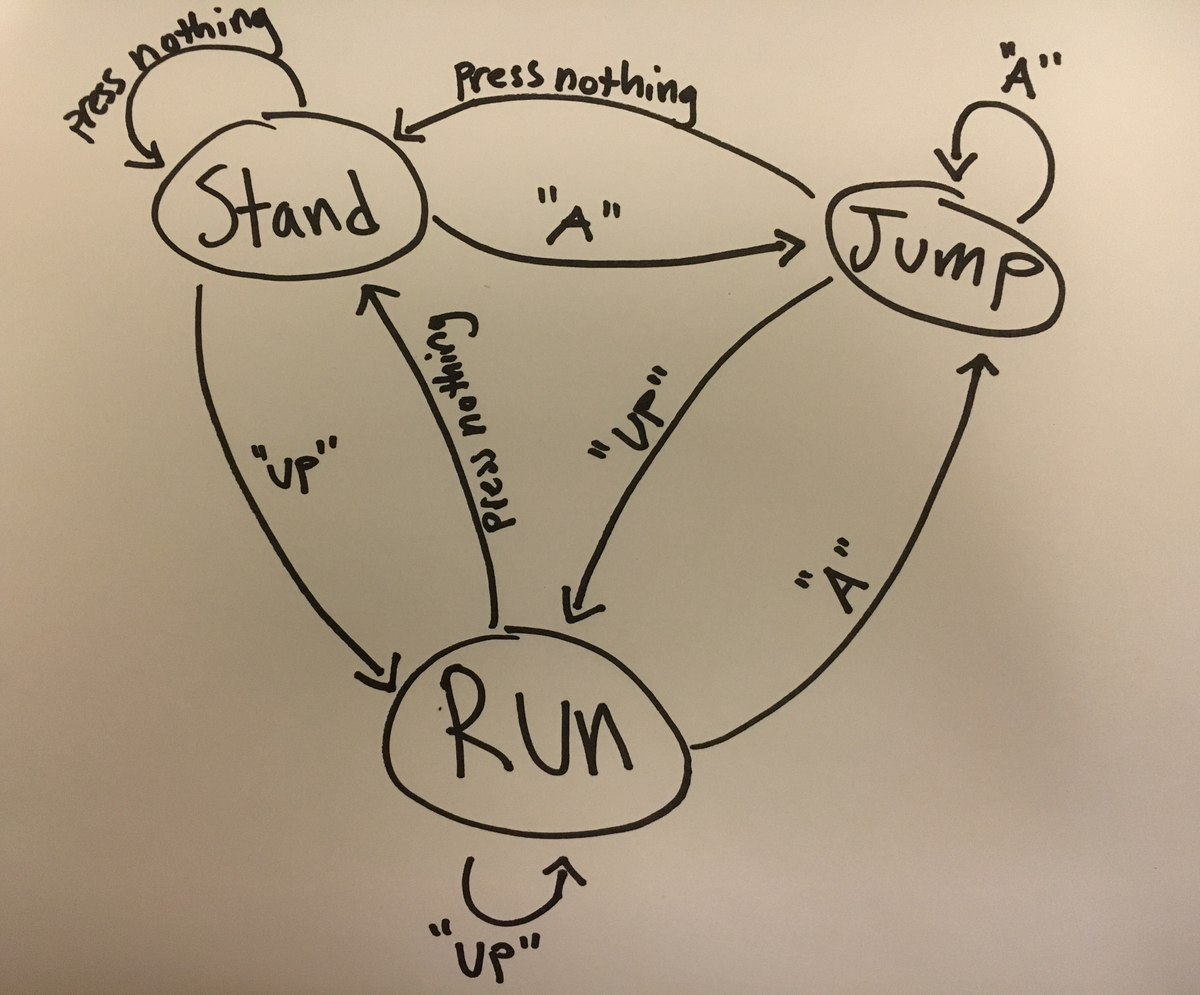 Press nothing
Press nothing
"A"
Stand
"A"
Jump
"UP"
Press nothing
"UP"
"A"
RUn
"UP"